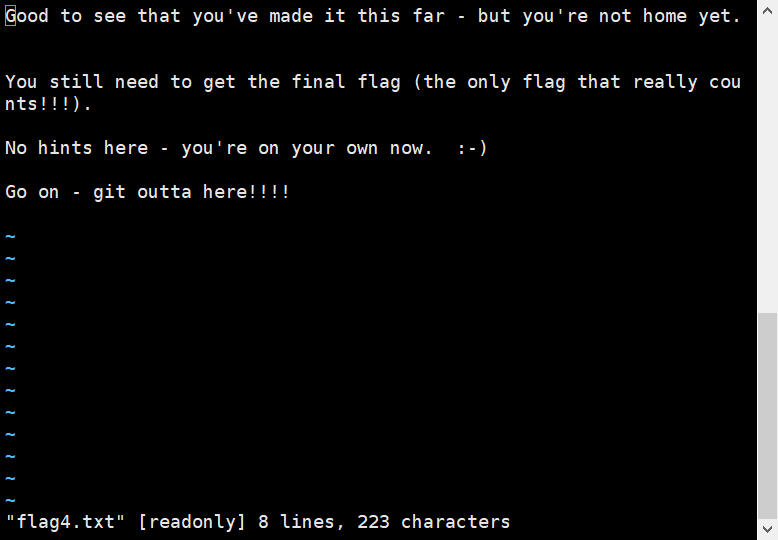 Good to see that you've made it this far - but you're not home yet.
You still need to get the final flag (the only flag that really cou
nts!!!).
No hints here - you're on your own now.  :-)
Go on - git outta here!!!!
~
~
~
~
~
~
~
~
~
~
~
~
~
"flag4.txt" [readonly] 8 lines, 223 characters